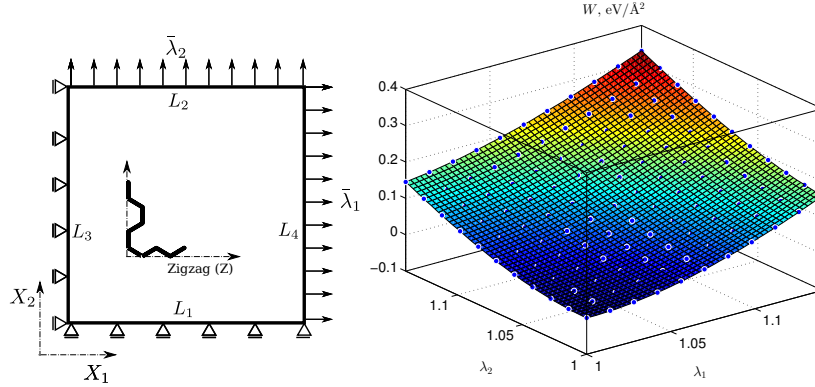 λ̄₂
L₂
L₃
L₄
λ̄₁
Zigzag (Z)
L₁
X₂
X₁
W, eV/Å²
0.4
0.3
0.2
0.1
0
−0.1
1.1
1.05
1
λ₂
1
1.05
1.1
λ₁